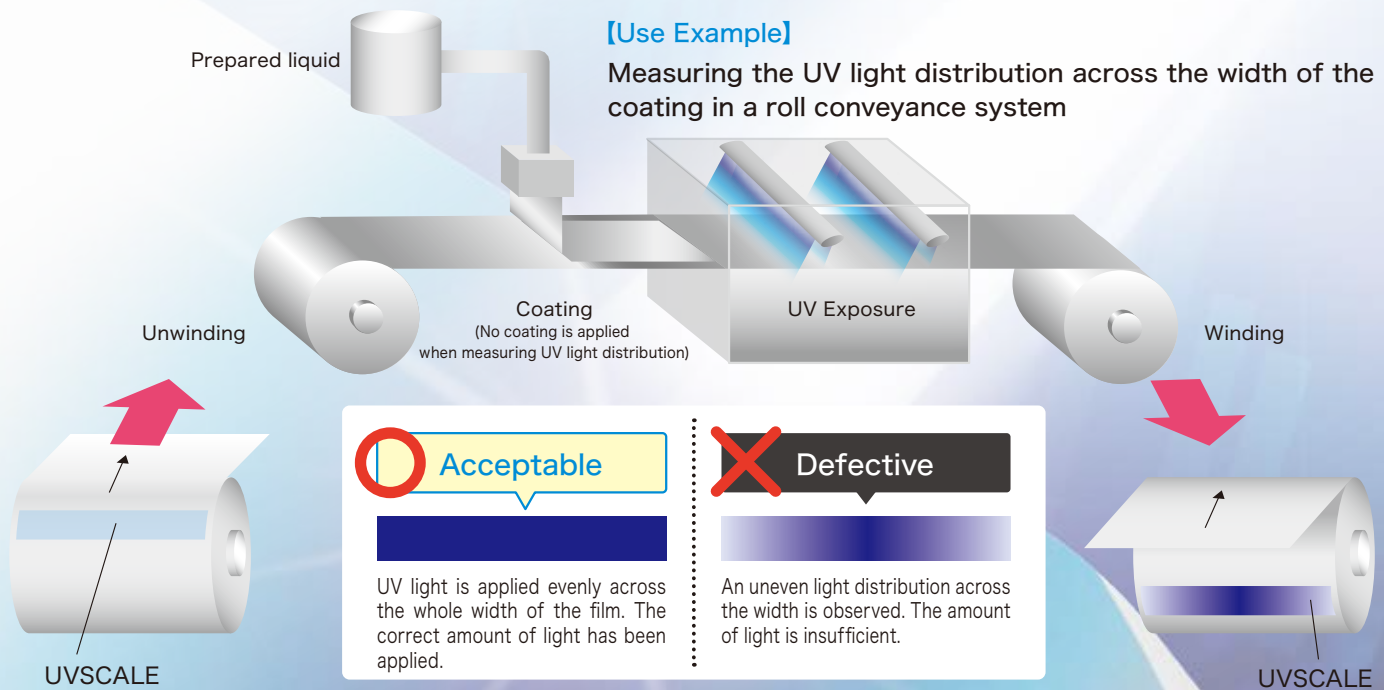 【Use Example】
Measuring the UV light distribution across the width of the
coating in a roll conveyance system
Prepared liquid
Unwinding
Coating
(No coating is applied
when measuring UV light distribution)
UV Exposure
Winding
Acceptable
UV light is applied evenly across
the whole width of the film. The
correct amount of light has been
applied.
Defective
An uneven light distribution across
the width is observed. The amount
of light is insufficient.
UVSCALE
UVSCALE